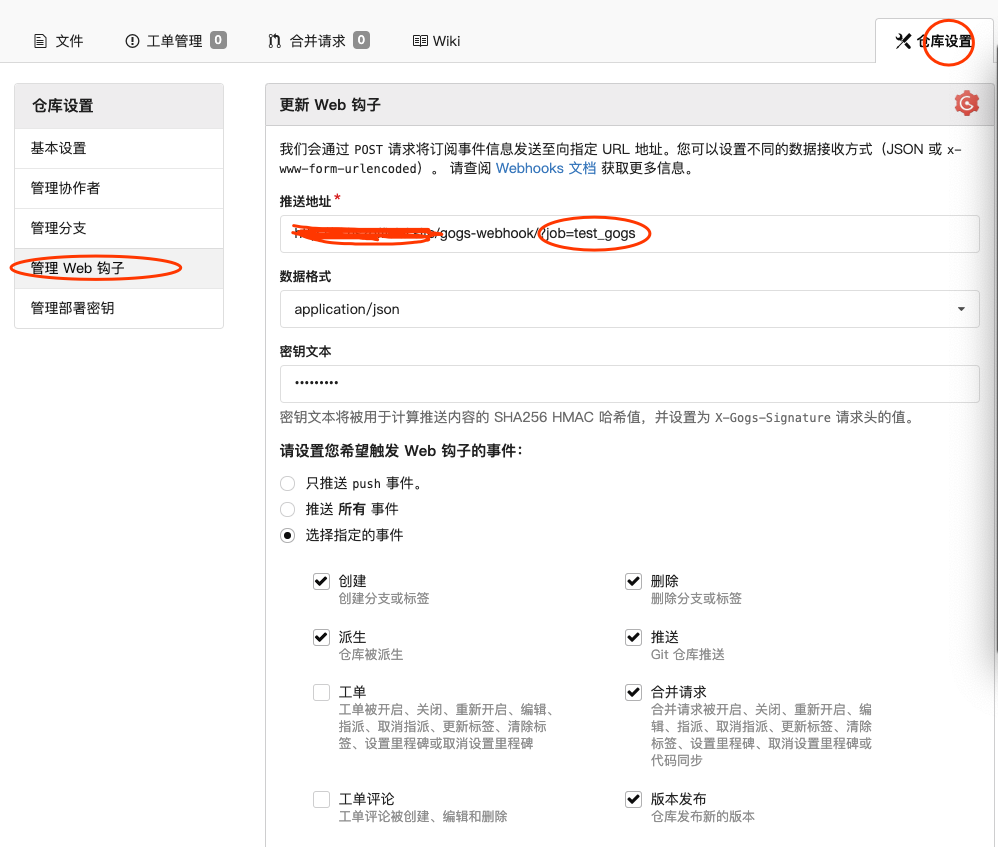 文件 工单管理 0 合并请求 0 Wiki 仓库设置
仓库设置
基本设置
管理协作者
管理分支
管理 Web 钩子
管理部署密钥
更新 Web 钩子
我们会通过 POST 请求将订阅事件信息发送至向指定 URL 地址。您可以设置不同的数据接收方式（JSON 或 x-
www-form-urlencoded）。 请查阅 Webhooks 文档 获取更多信息。
推送地址 *
/gogs-webhook/?job=test_gogs
数据格式
application/json
密钥文本
•••••••••
密钥文本将被用于计算推送内容的 SHA256 HMAC 哈希值，并设置为 X-Gogs-Signature 请求头的值。
请设置您希望触发 Web 钩子的事件：
只推送 push 事件。
推送 所有 事件
选择指定的事件
创建
创建分支或标签
删除
删除分支或标签
派生
仓库被派生
推送
Git 仓库推送
工单
工单被开启、关闭、重新开启、编辑、
指派、取消指派、更新标签、清除标
签、设置里程碑或取消设置里程碑
合并请求
合并请求被开启、关闭、重新开启、编
辑、指派、取消指派、更新标签、清除
标签、设置里程碑、取消设置里程碑或
代码同步
工单评论
工单评论被创建、编辑和删除
版本发布
仓库发布新的版本